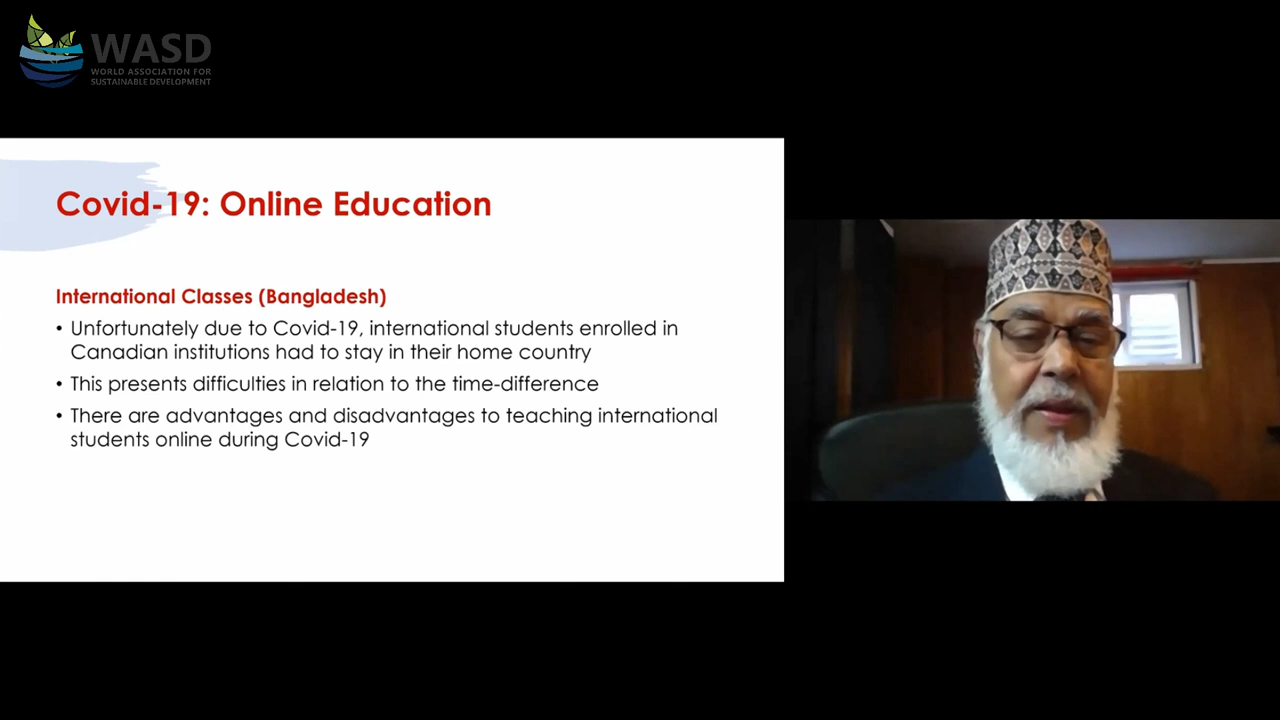 WASD
WORLD ASSOCIATION FOR
SUSTAINABLE DEVELOPMENT
Covid-19: Online Education
International Classes (Bangladesh)
• Unfortunately due to Covid-19, international students enrolled in
Canadian institutions had to stay in their home country
• This presents difficulties in relation to the time-difference
• There are advantages and disadvantages to teaching international
students online during Covid-19